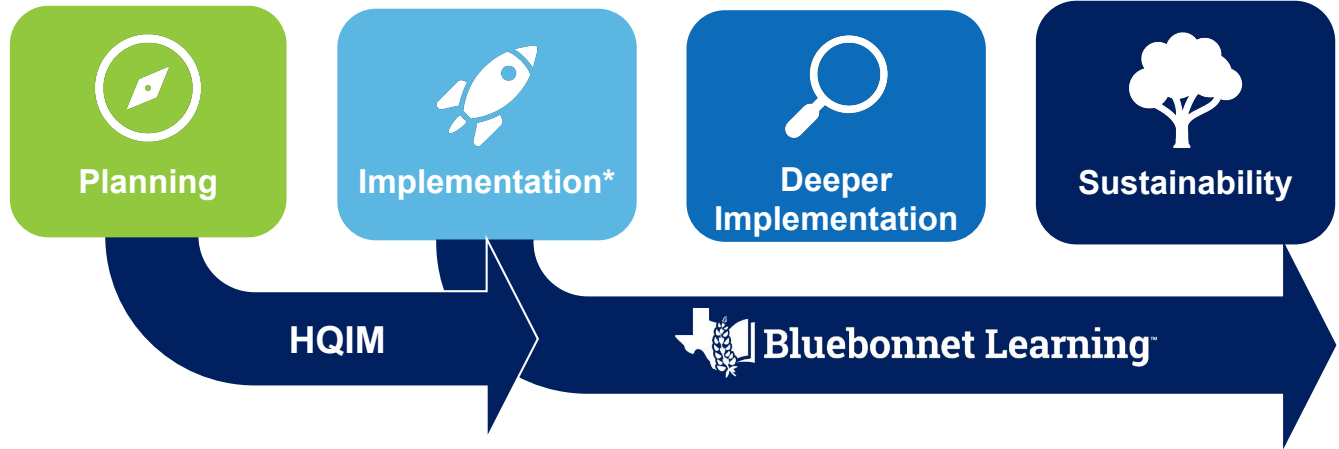 Planning
Implementation*
Deeper
Implementation
Sustainability
HQIM
Bluebonnet Learning™